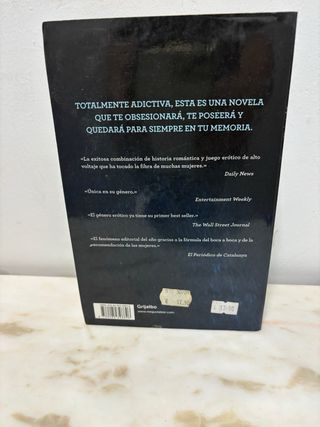 TOTALMENTE ADICTIVA, ESTA ES UNA NOVELA
QUE TE OBSESIONARÁ, TE POSEERÁ Y
QUEDARÁ PARA SIEMPRE EN TU MEMORIA.
«La exitosa combinación de historia romántica y juego erótico de alto
voltaje que ha tocado la fibra de muchas mujeres.»
Daily News
«Única en su género.»
Entertainment Weekly
«El género erótico ya tiene su primer best seller.»
The Wall Street Journal
«El fenómeno editorial del año gracias a la fórmula del boca a boca y de la
recomendación de las mujeres.»
El Periódico de Catalunya
Grijalbo